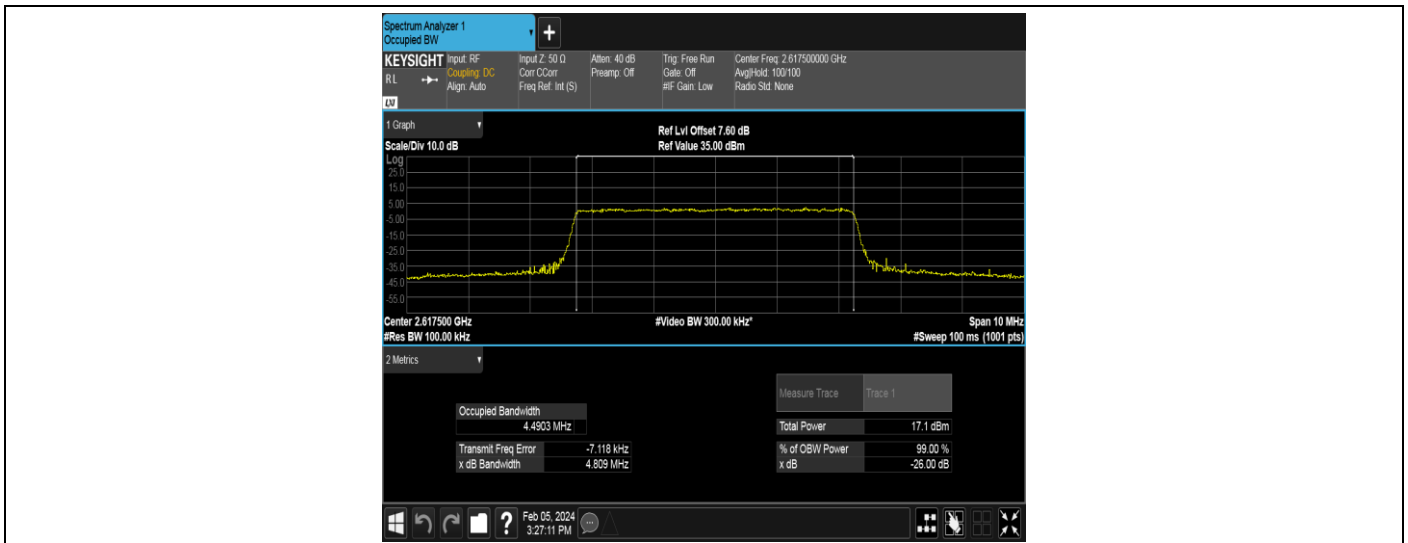 Spectrum Analyzer 1
Occupied BW
+
KEYSIGHT
RL
LXI
Input: RF
Coupling: DC
Align: Auto
Input Z: 50 Ω
Corr CCorr
Freq Ref: Int (S)
Atten: 40 dB
Preamp: Off
Trig: Free Run
Gate: Off
#IF Gain: Low
Center Freq: 2.617500000 GHz
Avg|Hold: 100/100
Radio Std: None
1 Graph
Scale/Div 10.0 dB
Ref Lvl Offset 7.60 dB
Ref Value 35.00 dBm
Log
25.0
15.0
5.00
-5.00
-15.0
-25.0
-35.0
-45.0
-55.0
Center 2.617500 GHz
#Video BW 300.00 kHz*
Span 10 MHz
#Res BW 100.00 kHz
#Sweep 100 ms (1001 pts)
2 Metrics
Measure Trace Trace 1
Occupied Bandwidth
4.4903 MHz
Total Power 17.1 dBm
Transmit Freq Error -7.118 kHz
% of OBW Power 99.00 %
x dB Bandwidth 4.809 MHz
x dB -26.00 dB
?
Feb 05, 2024
3:27:11 PM